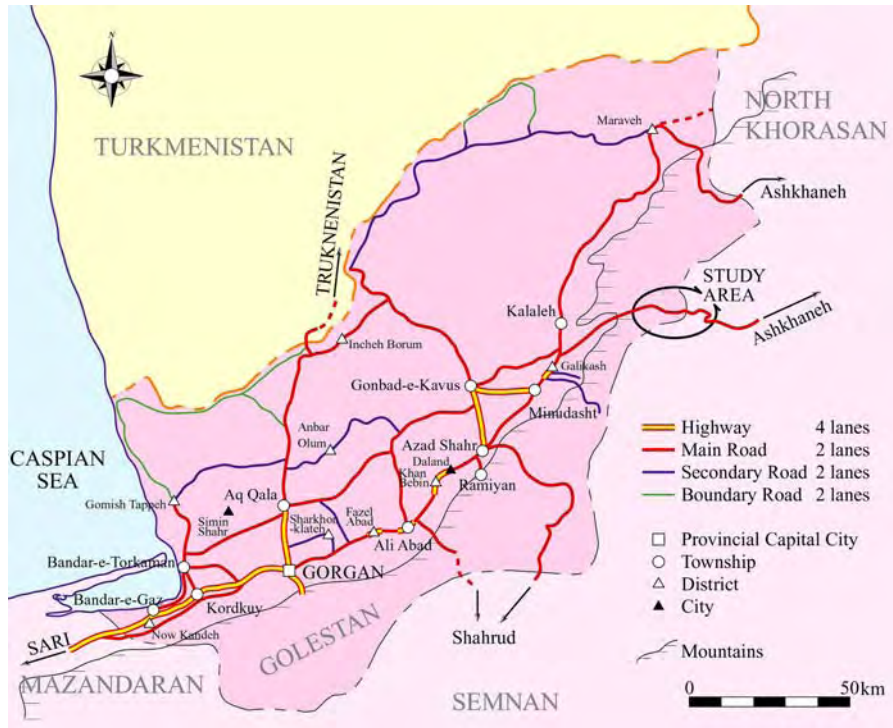 NORTH
KHORASAN
Maraveh
TURKMENISTAN
TRUKNENISTAN
Ashkhaneh
STUDY
AREA
Kalaleh
Ashkhaneh
Incheh Borum
Galikash
Gonbad-e-Kavus
Minudasht
Anbar
Olum
Azad Shahr
Highway 4 lanes
Main Road 2 lanes
Secondary Road 2 lanes
Boundary Road 2 lanes
CASPIAN
SEA
Daland
Khan
Bebin
Ramiyan
Gomish Tappeh
Aq Qala
Simin
Shahr
Sharkhor
-klateh
Fazel
Abad
Ali Abad
Provincial Capital City
Township
District
City
Bandar-e-Torkaman
GORGAN
Bandar-e-Gaz
Kordkuy
Now Kandeh
SARI
Shahrud
GOLESTAN
Mountains
MAZANDARAN
SEMNAN
0 50km